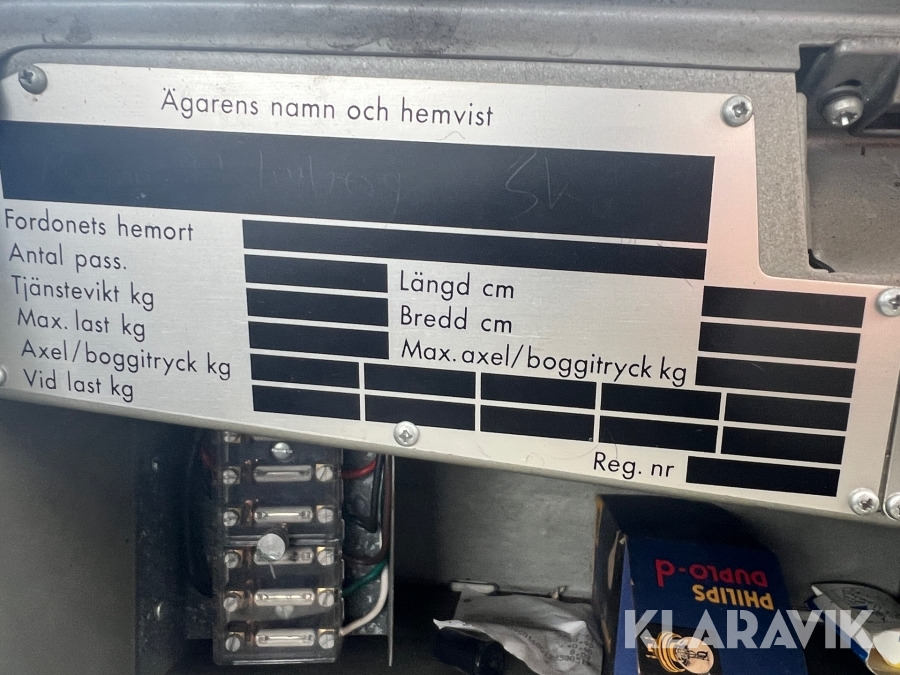 Ägarens namn och hemvist
Fordonets hemort
Antal pass.
Tjänstevikt kg
Max. last kg
Axel/boggitryck kg
Vid last kg
Längd cm
Bredd cm
Max. axel/boggitryck kg
Reg. nr
PHILIPS
DUPLO-d
KLARAVIK